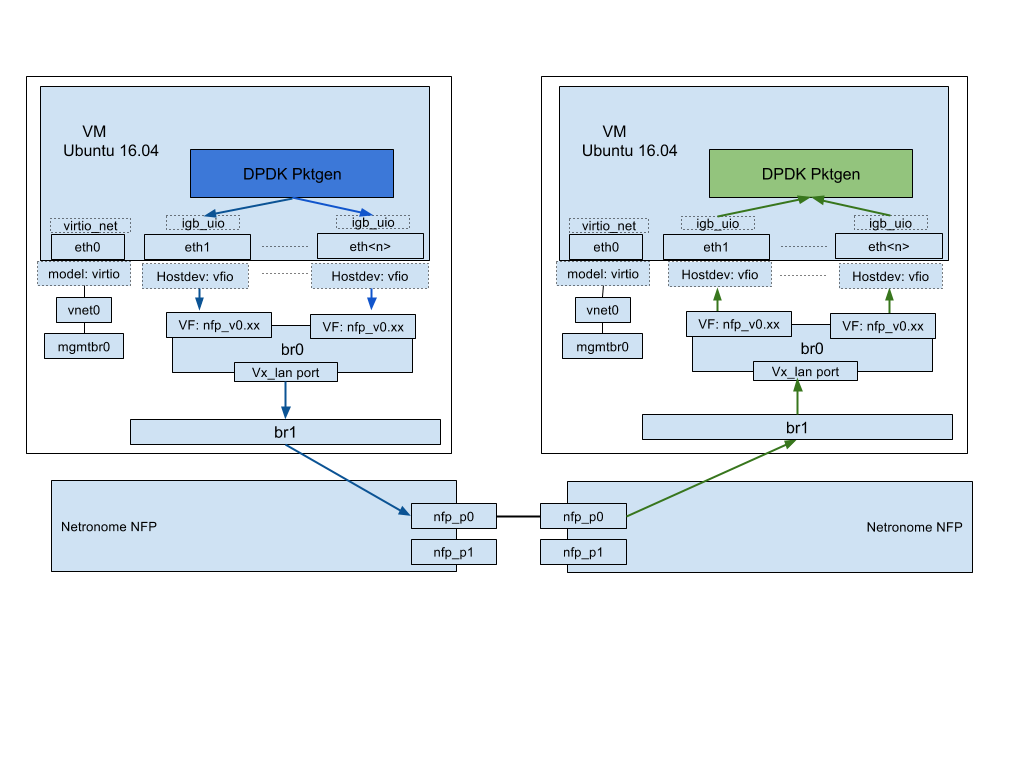 VM
Ubuntu 16.04
DPDK Pktgen
virtio_net
igb_uio
igb_uio
eth0
eth1
eth<n>
model: virtio
Hostdev: vfio
Hostdev: vfio
vnet0
VF: nfp_v0.xx
VF: nfp_v0.xx
mgmtbr0
br0
Vx_lan port
br1
Netronome NFP
nfp_p0
nfp_p1
VM
Ubuntu 16.04
DPDK Pktgen
virtio_net
igb_uio
igb_uio
eth0
eth1
eth<n>
model: virtio
Hostdev: vfio
Hostdev: vfio
vnet0
VF: nfp_v0.xx
VF: nfp_v0.xx
mgmtbr0
br0
Vx_lan port
br1
nfp_p0
nfp_p1
Netronome NFP